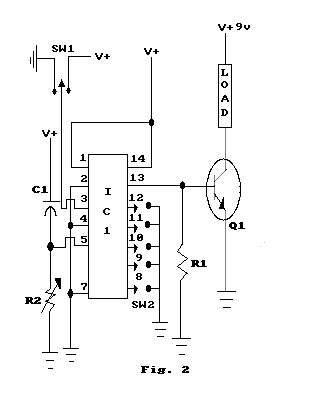 V+9v
SW1
V+
V+
LOAD
V+
1
14
2
13
C1
3
I C 1
12
4
11
Q1
5
10
9
R1
R2
7
8
SW2
Fig. 2